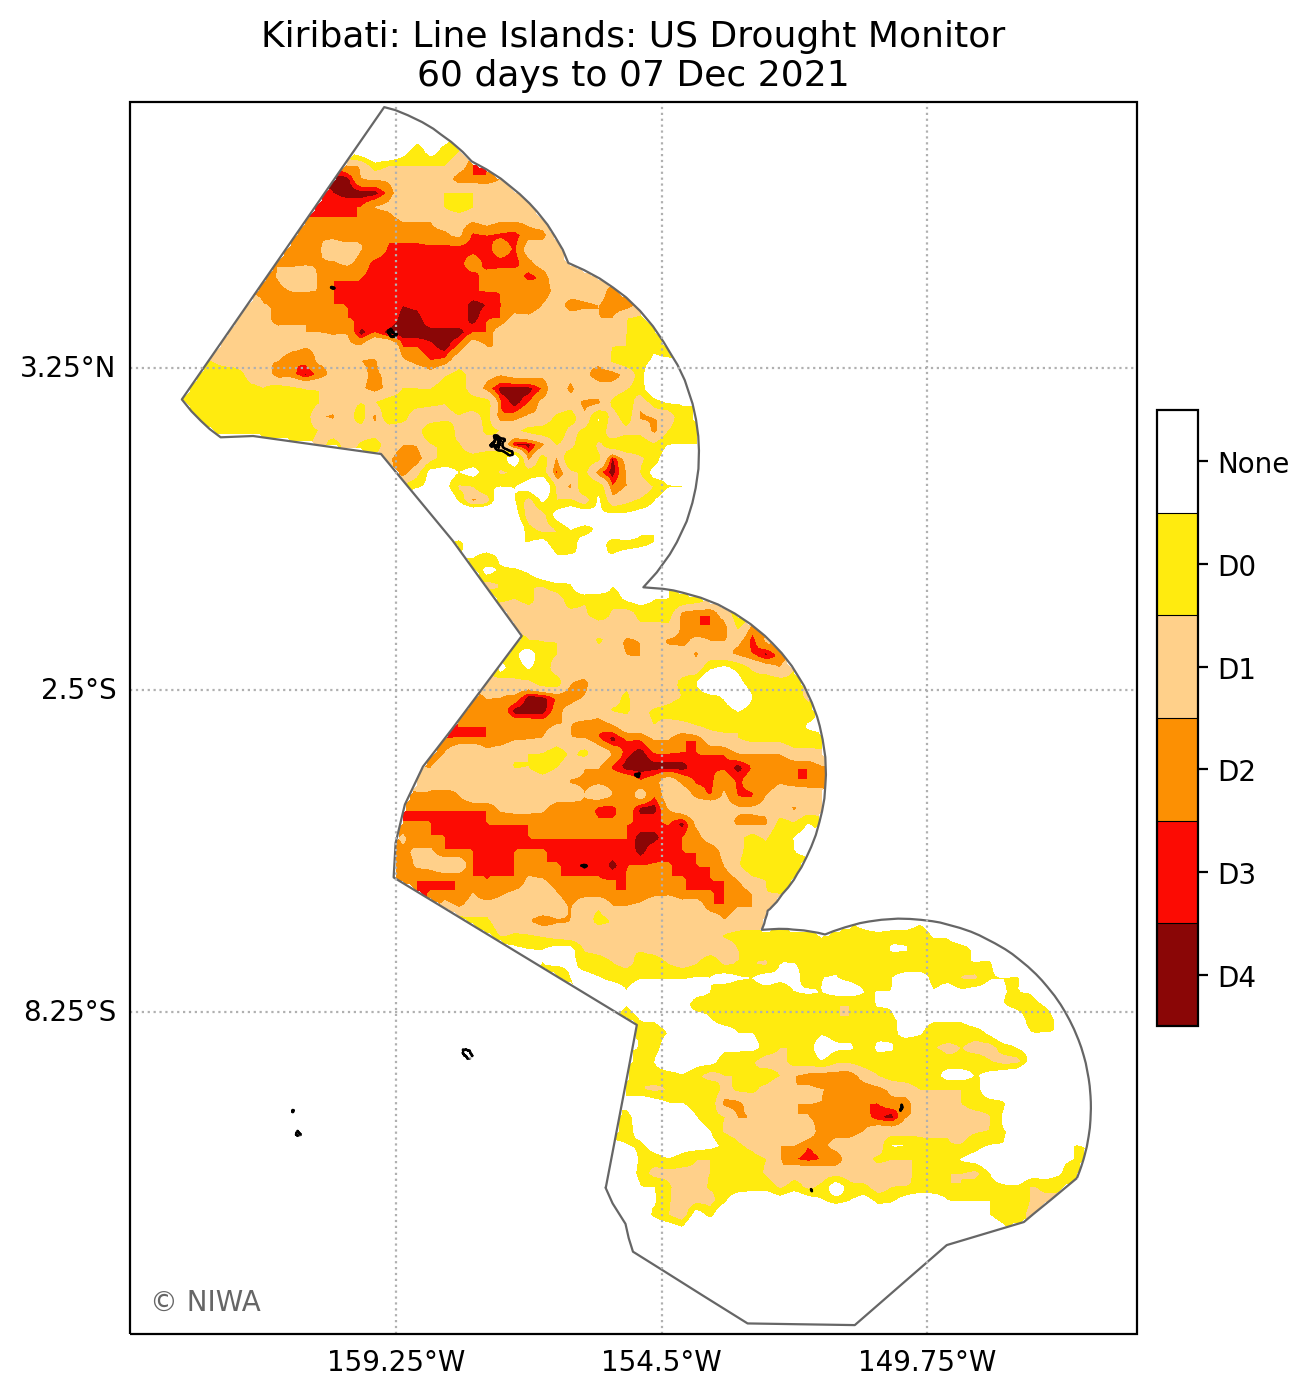 Kiribati: Line Islands: US Drought Monitor
60 days to 07 Dec 2021
3.25°N
2.5°S
8.25°S
159.25°W
154.5°W
149.75°W
None
D0
D1
D2
D3
D4
© NIWA